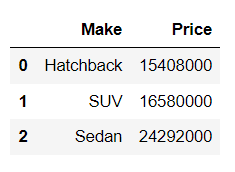 Make Price
0 Hatchback 15408000
1 SUV 16580000
2 Sedan 24292000